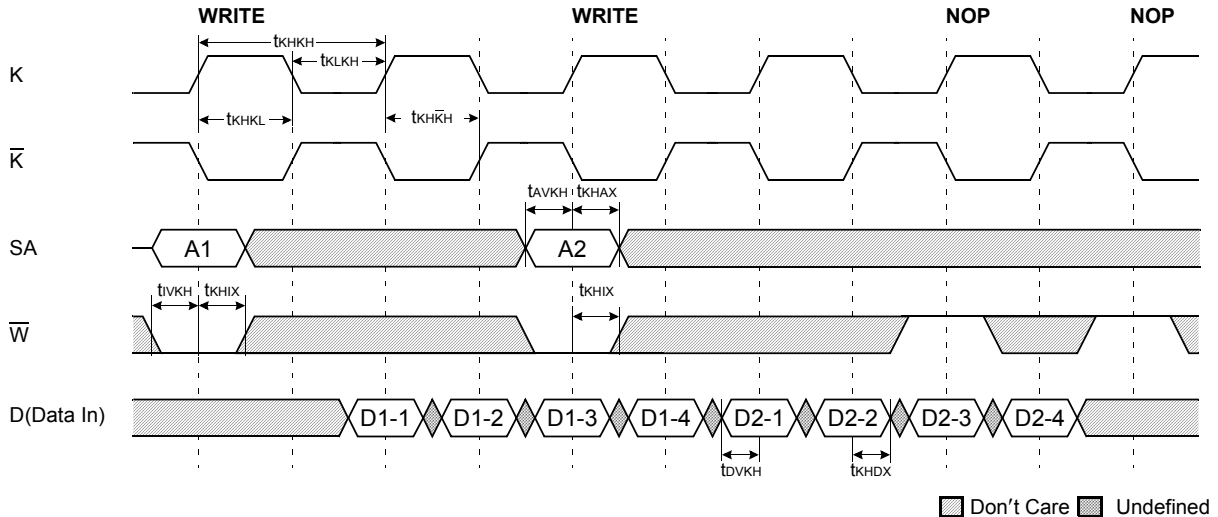 WRITE WRITE NOP NOP
tKHKH
tKLKH
K
tKHKL tKHK̅H
K̅
tAVKH tKHAX
SA A1 A2
tIVKH tKHIX tKHIX
W̅
D(Data In) D1-1 D1-2 D1-3 D1-4 D2-1 D2-2 D2-3 D2-4
tDVKH tKHDX
Don't Care Undefined